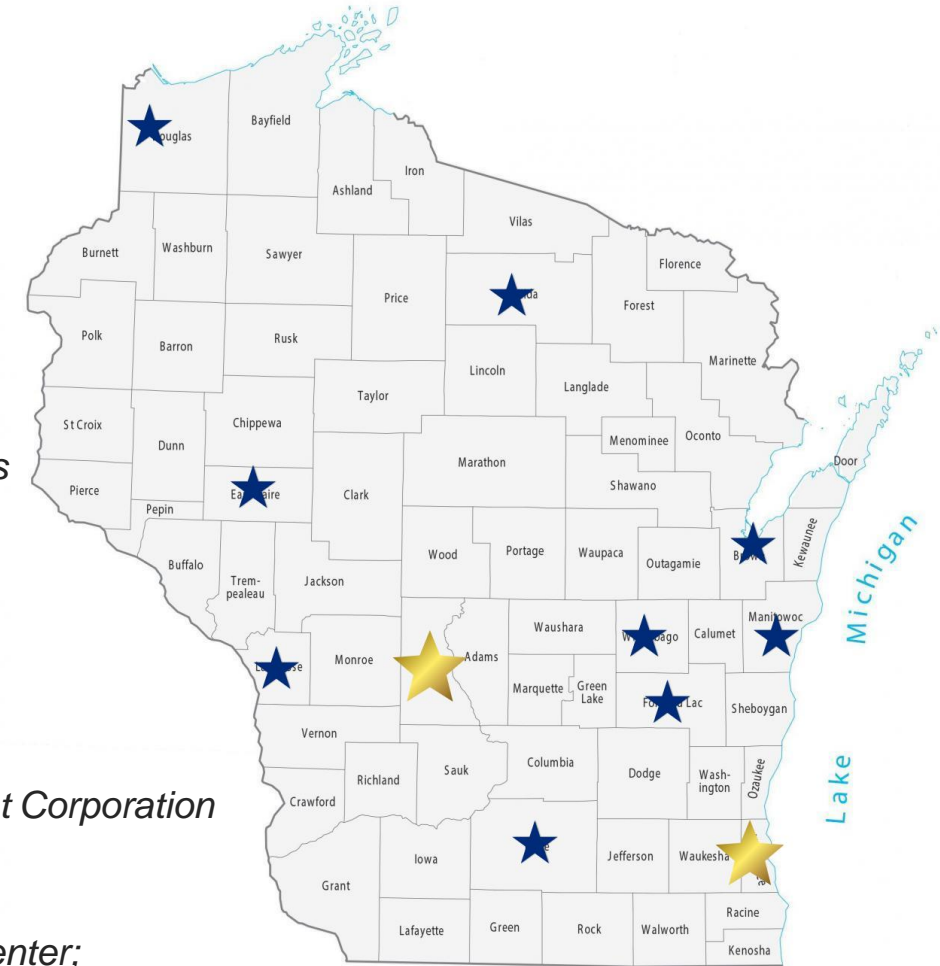 Bayfield
ouglas
Iron
Ashland
Vilas
Florence
Burnett
Washburn
Sawyer
Price
Forest
Polk
Barron
Rusk
Marinette
Lincoln
Langlade
Taylor
St Croix
Chippewa
Menominee
Oconto
Dunn
Marathon
Door
s
Shawano
Pierce
Clark
Pepin
Kewaunee
Wood
Portage
Waupaca
Outagamie
Buffalo
Trem-
pealeau
Jackson
Michigan
Manitowoc
Waushara
Calumet
Monroe
Adams
Marquette
Green
Lake
Sheboygan
Vernon
Columbia
Sauk
Dodge
Wash-
ington
Ozaukee
Richland
Lake
Crawford
t Corporation
Iowa
Jefferson
Waukesha
Grant
Racine
Lafayette
Green
Rock
Walworth
Kenosha
enter;